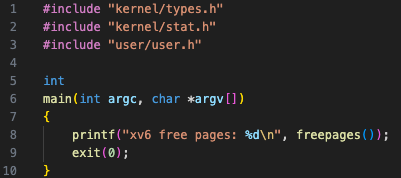 1 #include "kernel/types.h"
2 #include "kernel/stat.h"
3 #include "user/user.h"
4
5 int
6 main(int argc, char *argv[])
7 {
8     printf("xv6 free pages: %d\n", freepages());
9     exit(0);
10 }